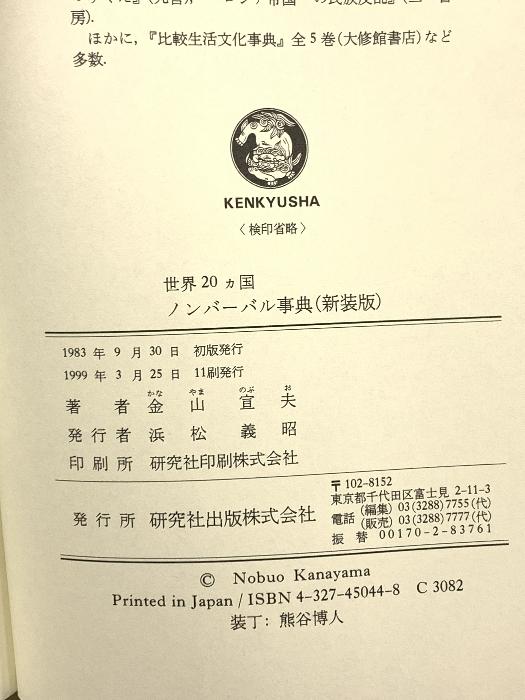 房).
ほかに,『比較生活文化事典』全5巻(大修館書店)など
多数.
KENKYUSHA
〈検印省略〉
世界20ヵ国
ノンバーバル事典(新装版)
1983年9月30日 初版発行
1999年3月25日 11刷発行
かな やま のぶ お
著者 金山宣夫
発行者 浜松義昭
印刷所 研究社印刷株式会社
発行所 研究社出版株式会社
〒102-8152
東京都千代田区富士見 2-11-3
電話 (編集) 03(3288)7755(代)
(販売) 03(3288)7777(代)
振替 00170-2-83761
© Nobuo Kanayama
Printed in Japan / ISBN 4-327-45044-8 C 3082
装丁: 熊谷博人